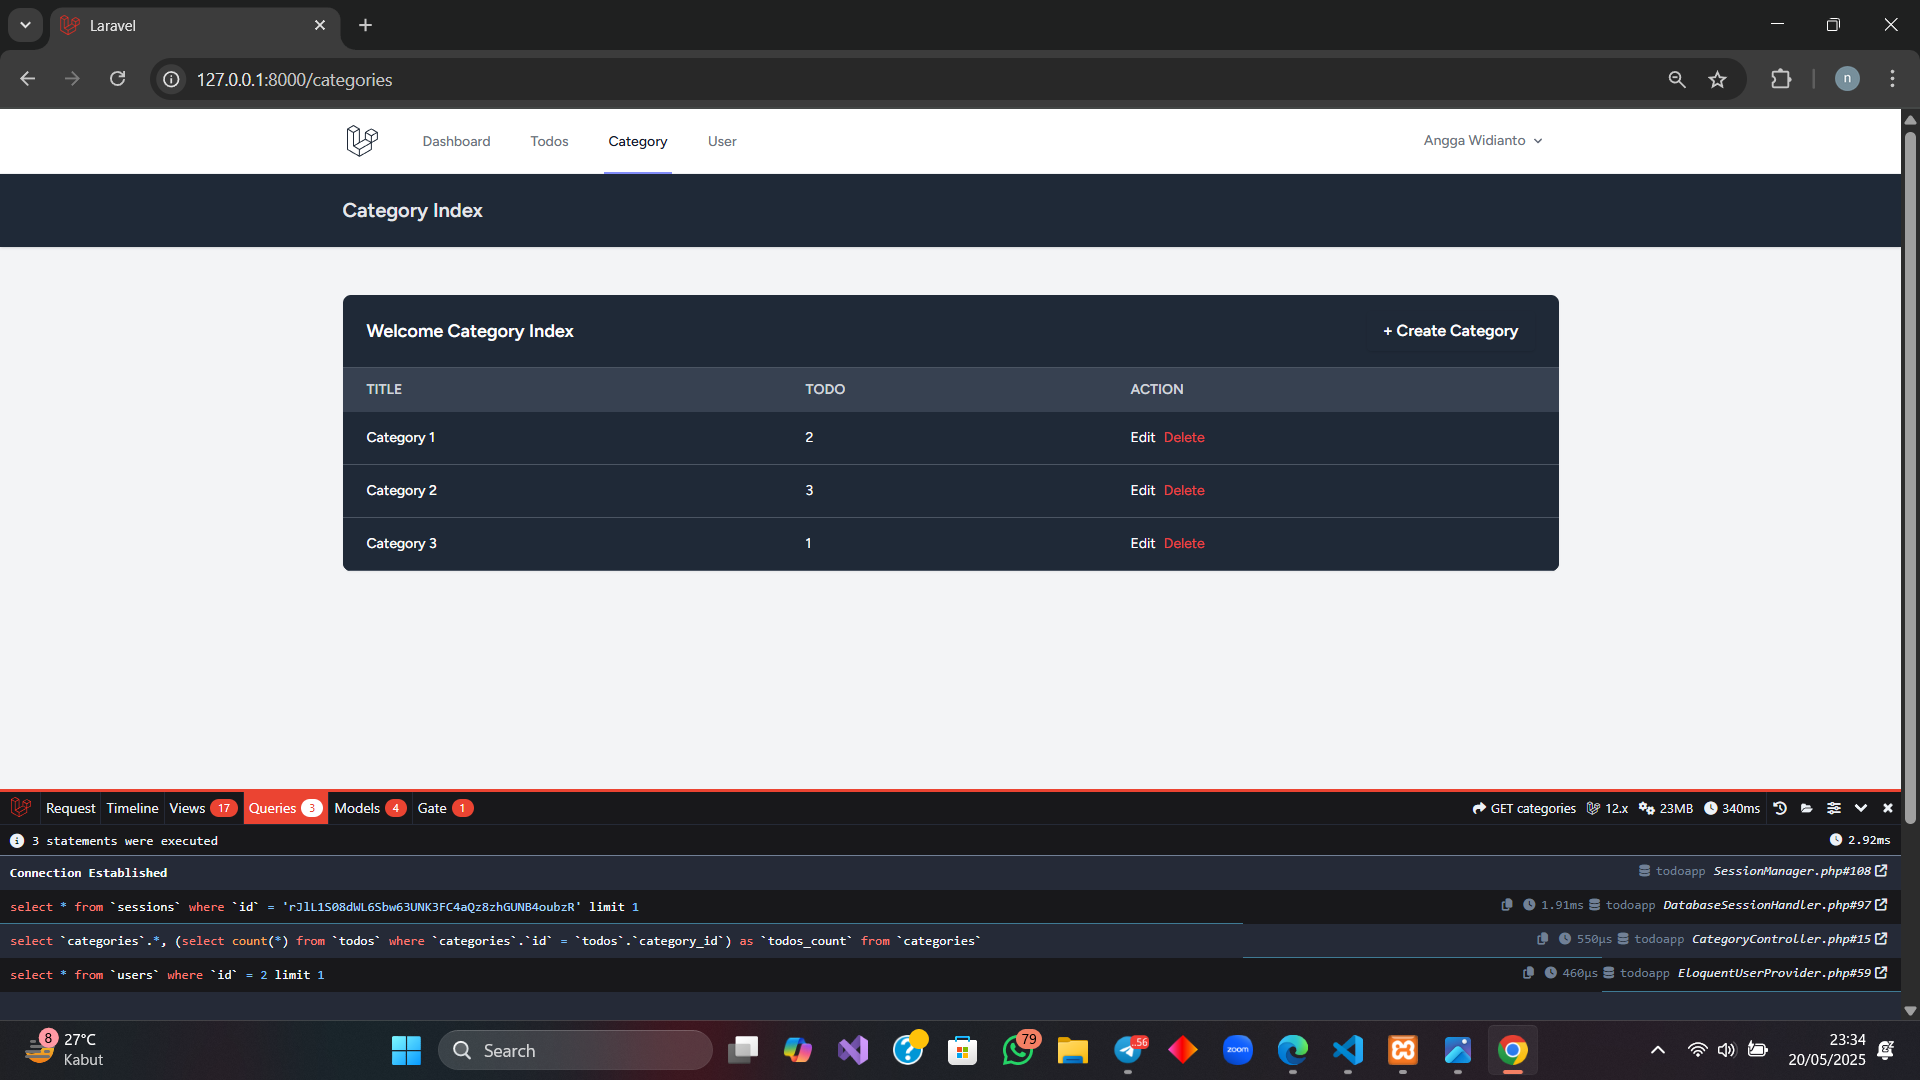 Laravel
127.0.0.1:8000/categories
n
Dashboard Todos Category User Angga Widianto
Category Index
Welcome Category Index + Create Category
TITLE TODO ACTION
Category 1 2 Edit Delete
Category 2 3 Edit Delete
Category 3 1 Edit Delete
Request Timeline Views 17 Queries 3 Models 4 Gate 1 GET categories 12.x 23MB 340ms
3 statements were executed 2.92ms
Connection Established todoapp SessionManager.php#108
select * from `sessions` where `id` = 'rJlL1S08dWL6Sbw63UNK3FC4aQz8zhGUNB4oubzR' limit 1 1.91ms todoapp DatabaseSessionHandler.php#97
select `categories`.*, (select count(*) from `todos` where `categories`.`id` = `todos`.`category_id`) as `todos_count` from `categories` 550μs todoapp CategoryController.php#15
select * from `users` where `id` = 2 limit 1 460μs todoapp EloquentUserProvider.php#59
8 27°C
Kabut
Search
79
.56
zoom
23:34
20/05/2025